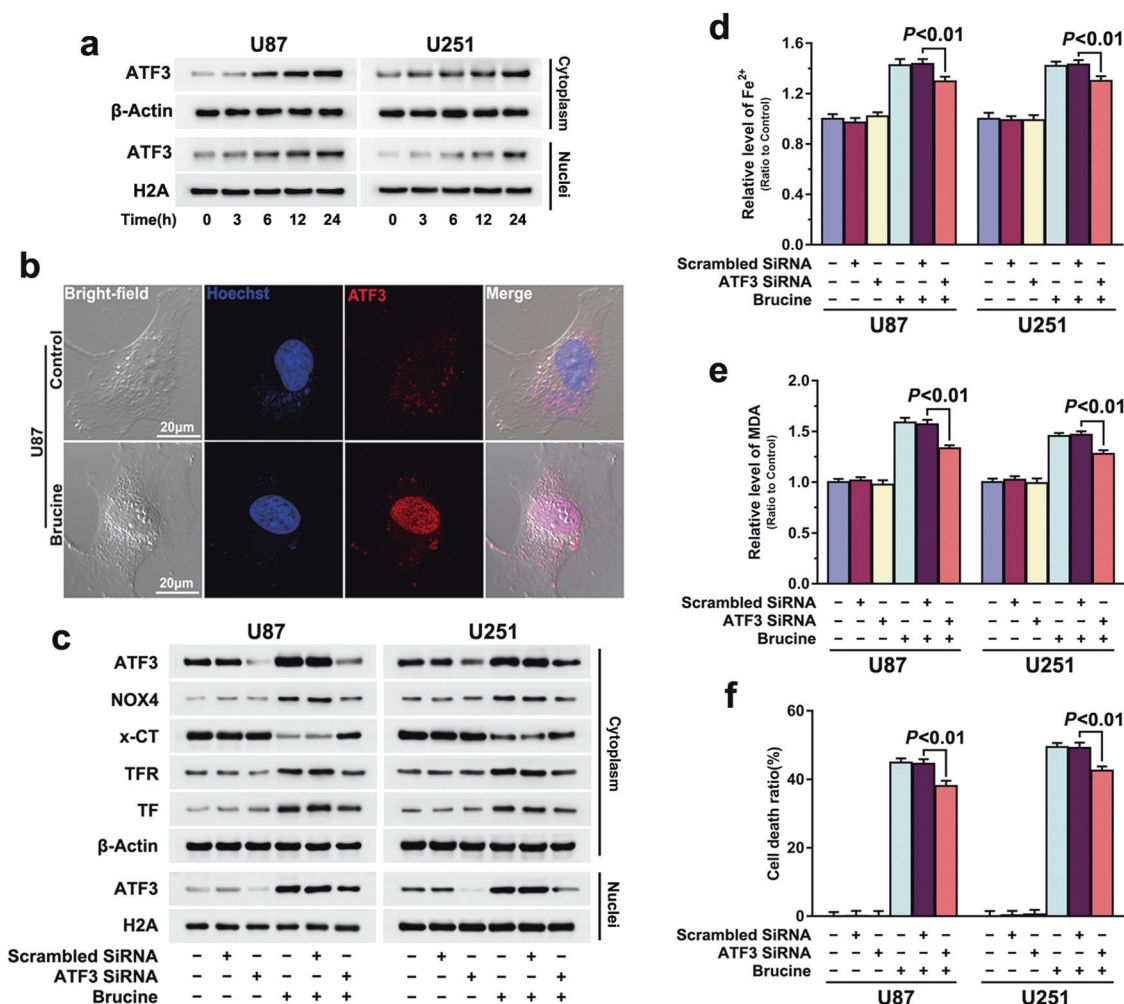 a
U87 U251
ATF3
β-Actin
Cytoplasm
ATF3
H2A
Nuclei
Time(h) 0 3 6 12 24 0 3 6 12 24
b
Bright-field Hoechst ATF3 Merge
U87
Control
20μm
Brucine
20μm
c
U87 U251
ATF3
NOX4
x-CT
TFR
TF
β-Actin
Cytoplasm
ATF3
H2A
Nuclei
Scrambled SiRNA – + – – + – – + – – + –
ATF3 SiRNA – – + – – + – – + – – +
Brucine – – – + + + – – – + + +
d
Relative level of Fe²⁺
(Ratio to Control)
1.6
1.2
0.8
0.4
0.0
P<0.01 P<0.01
Scrambled SiRNA – + – – + – – + – – + –
ATF3 SiRNA – – + – – + – – + – – +
Brucine – – – + + + – – – + + +
U87 U251
e
Relative level of MDA
(Ratio to Control)
2.0
1.5
1.0
0.5
0.0
P<0.01 P<0.01
Scrambled SiRNA – + – – + – – + – – + –
ATF3 SiRNA – – + – – + – – + – – +
Brucine – – – + + + – – – + + +
U87 U251
f
Cell death ratio(%)
60
40
20
0
P<0.01 P<0.01
Scrambled SiRNA – + – – + – – + – – + –
ATF3 SiRNA – – + – – + – – + – – +
Brucine – – – + + + – – – + + +
U87 U251